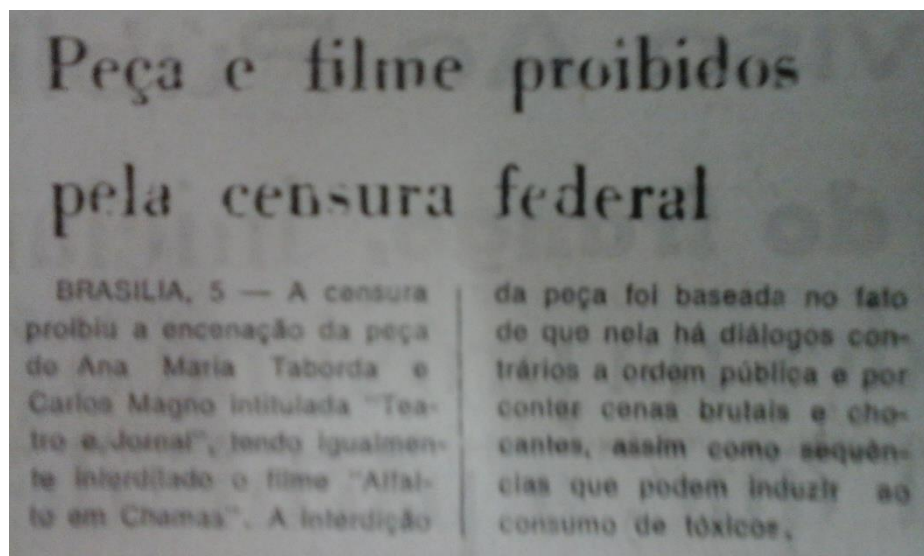 Peça e filme proibidos
pela censura federal
BRASILIA, 5 — A censura
proibiu a encenação da peça
de Ana Maria Taborda e
Carlos Magno intitulada "Tea-
tro e Jornal", tendo igualmen-
te interditado o filme "Alfal-
to em Chamas". A interdição
da peça foi baseada no fato
de que nela há diálogos con-
trários a ordem pública e por
conter cenas brutais e cho-
cantes, assim como sequên-
cias que podem induzir ao
consumo de tóxicos.